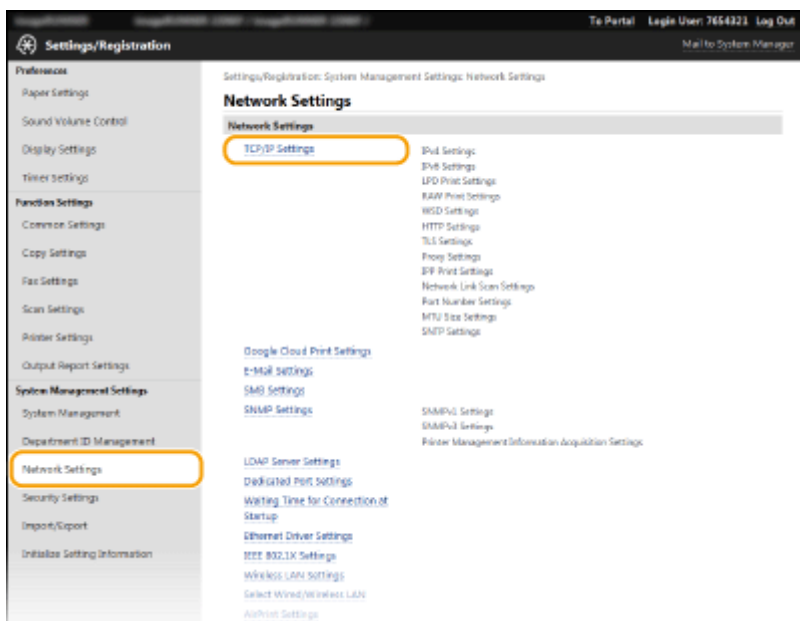 To Portal Login User: 7654321 Log Out
Settings/Registration
Mail to System Manager
Preferences
Paper Settings
Sound Volume Control
Display Settings
Timer Settings
Function Settings
Common Settings
Copy Settings
Fax Settings
Scan Settings
Printer Settings
Output Report Settings
System Management Settings
System Management
Department ID Management
Network Settings
Security Settings
Import/Export
Initialize Setting Information
Settings/Registration: System Management Settings: Network Settings
Network Settings
Network Settings
TCP/IP Settings
IPv4 Settings
IPv6 Settings
LPD Print Settings
RAW Print Settings
WSD Settings
HTTP Settings
TLS Settings
Proxy Settings
IPP Print Settings
Network Link Scan Settings
Port Number Settings
MTU Size Settings
SNTP Settings
Google Cloud Print Settings
E-Mail Settings
SMB Settings
SNMP Settings
SNMPv1 Settings
SNMPv3 Settings
Printer Management Information Acquisition Settings
LDAP Server Settings
Dedicated Port Settings
Waiting Time for Connection at
Startup
Ethernet Driver Settings
IEEE 802.1X Settings
Wireless LAN Settings
Select Wired/Wireless LAN
AirPrint Settings